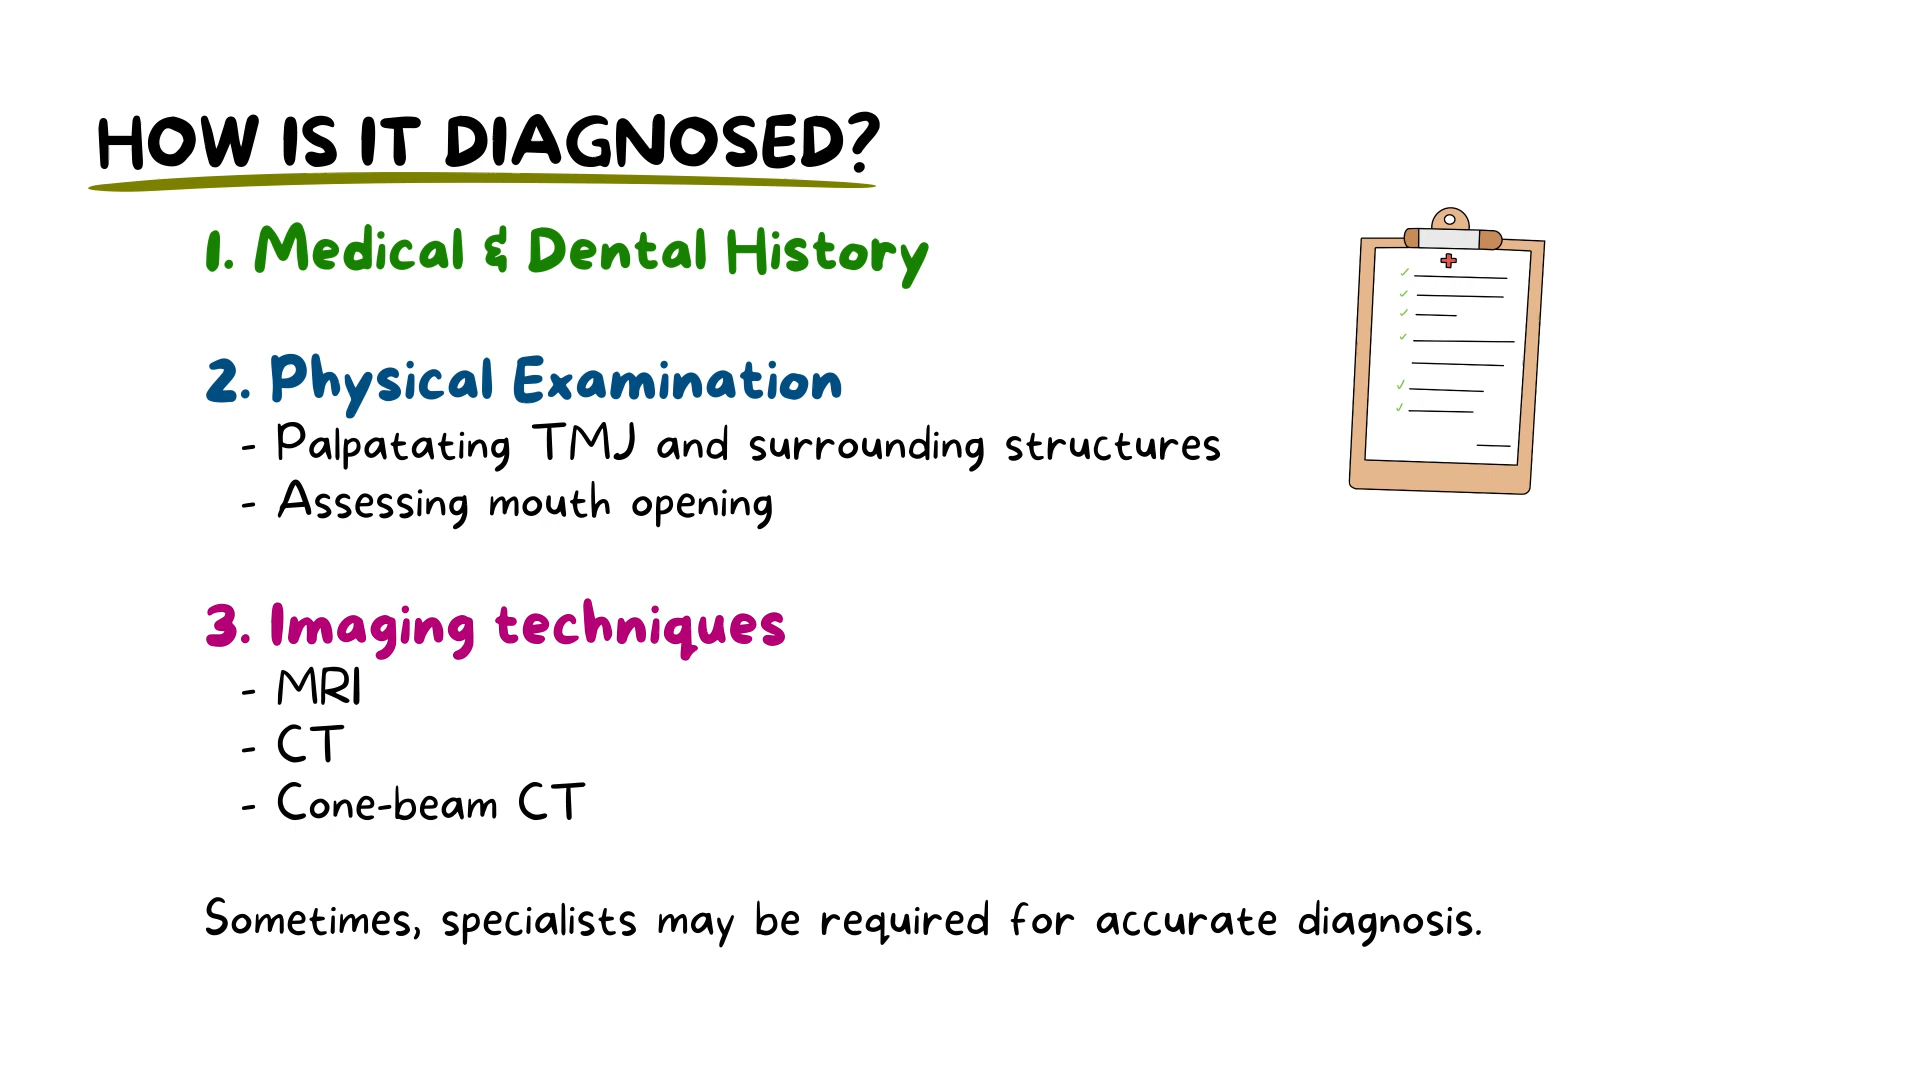 HOW IS IT DIAGNOSED?
1. Medical & Dental History
2. Physical Examination
- Palpatating TMJ and surrounding structures
- Assessing mouth opening
3. Imaging techniques
- MRI
- CT
- Cone-beam CT
Sometimes, specialists may be required for accurate diagnosis.